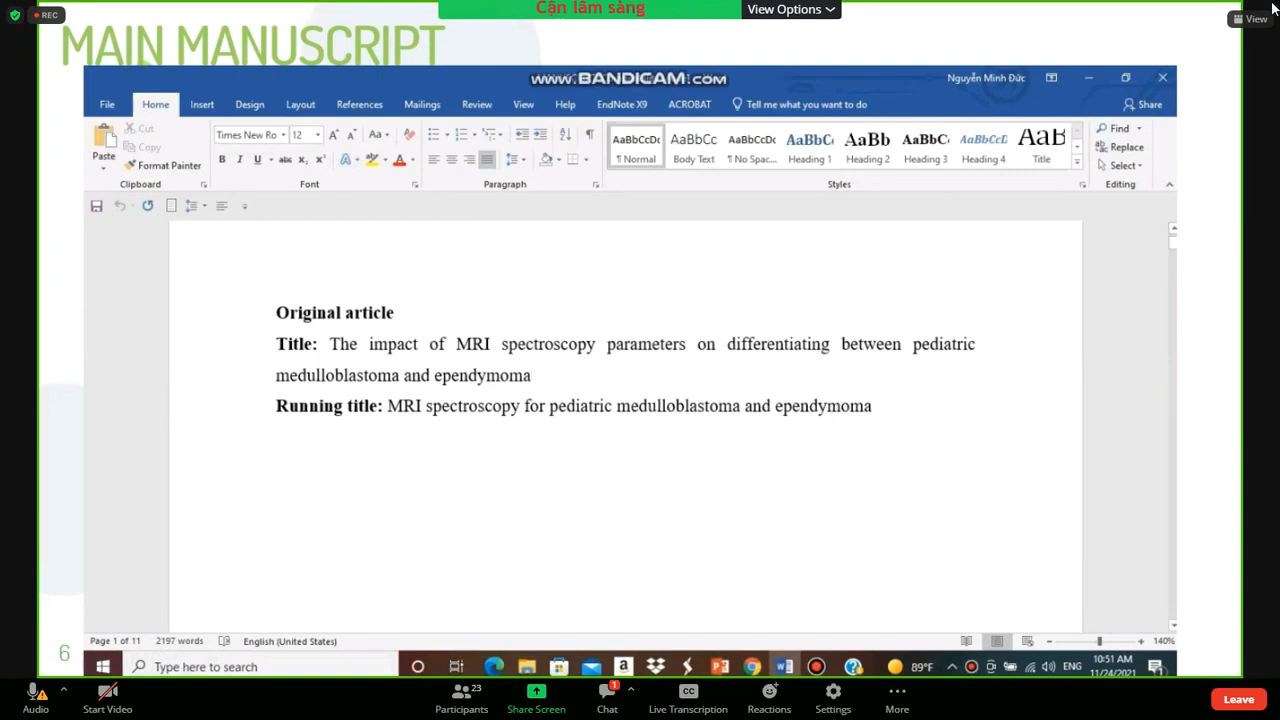 REC
Cận lâm sàng
View Options
View
MAIN MANUSCRIPT
www.BANDICAM.com
Nguyễn Minh Đức
File Home Insert Design Layout References Mailings Review View Help EndNote X9 ACROBAT Tell me what you want to do Share
Paste
Cut
Copy
Format Painter
Clipboard
Times New Ro 12
Font
Paragraph
AaBbCcDc AaBbCc AaBbCcDc AaBbC AaBb AaBbC AaBbCcD AaB
¶ Normal Body Text ¶ No Spac... Heading 1 Heading 2 Heading 3 Heading 4 Title
Styles
Find
Replace
Select
Editing
Original article
Title: The impact of MRI spectroscopy parameters on differentiating between pediatric
medulloblastoma and ependymoma
Running title: MRI spectroscopy for pediatric medulloblastoma and ependymoma
6
Page 1 of 11 2197 words English (United States) 140%
Type here to search
89°F
ENG
10:51 AM
11/24/2021
Audio
Start Video
23
Participants
Share Screen
1
Chat
CC
Live Transcription
Reactions
Settings
More
Leave